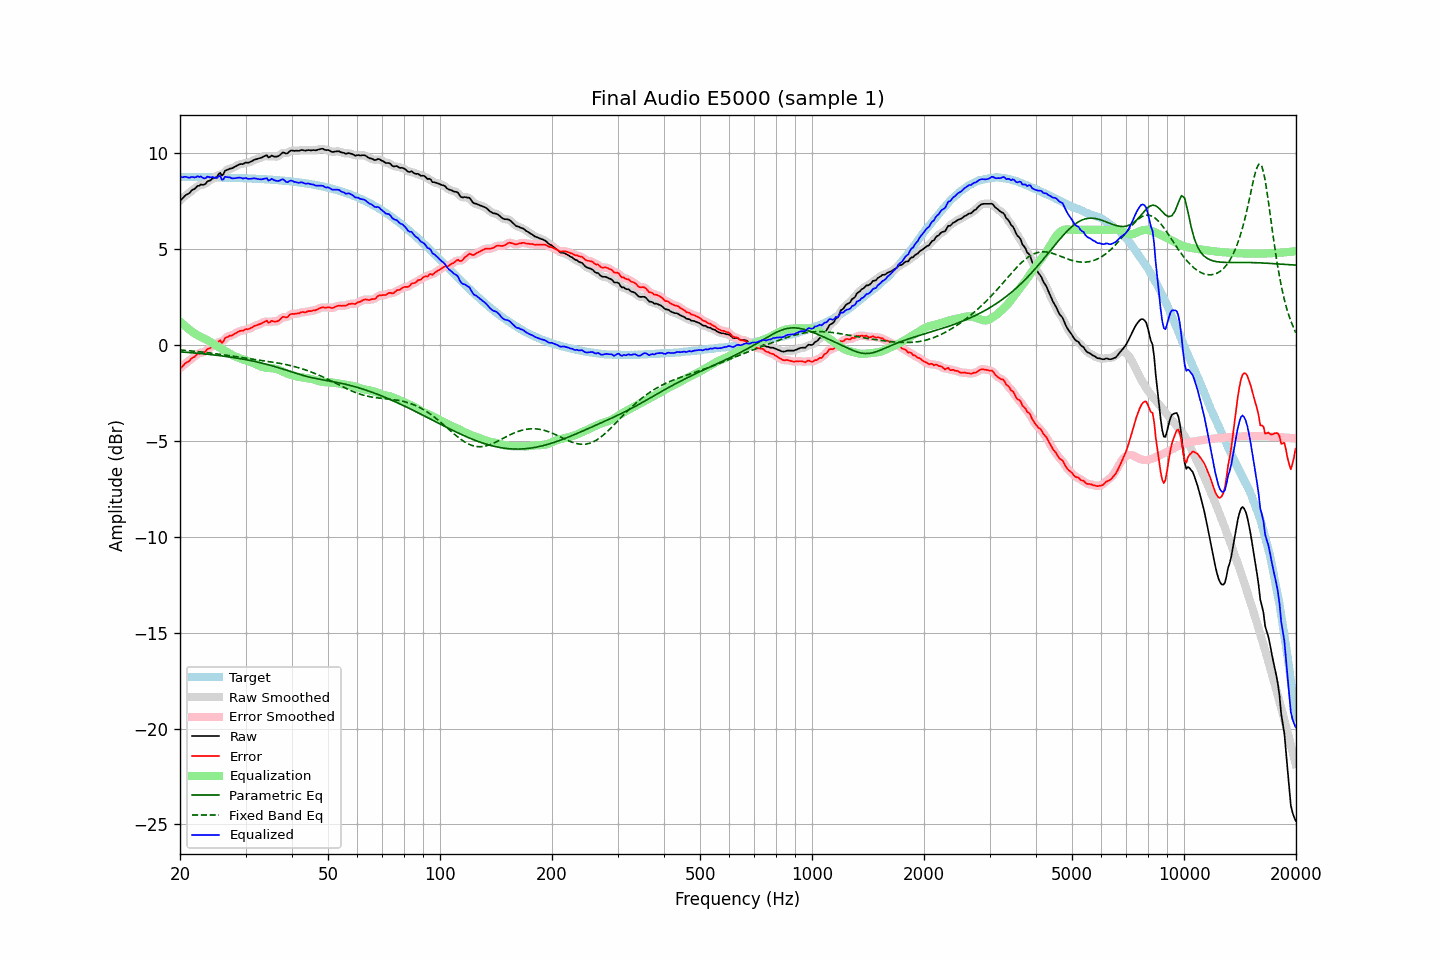 Final Audio E5000 (sample 1)
10
5
0
−5
−10
−15
−20
−25
Amplitude (dBr)
Target
Raw Smoothed
Error Smoothed
Raw
Error
Equalization
Parametric Eq
Fixed Band Eq
Equalized
20 50 100 200 500 1000 2000 5000 10000 20000
Frequency (Hz)